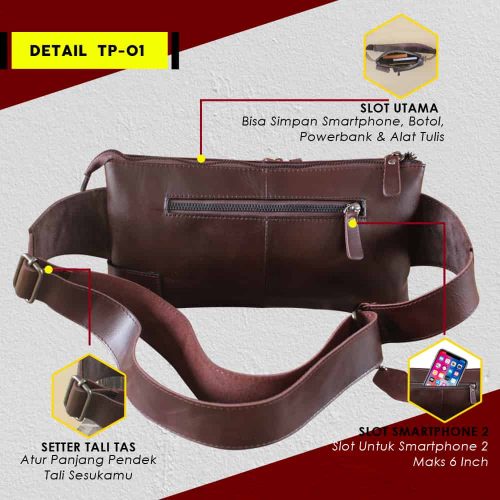 DETAIL TP-01
SLOT UTAMA
Bisa Simpan Smartphone, Botol,
Powerbank & Alat Tulis
SETTER TALI TAS
Atur Panjang Pendek
Tali Sesukamu
SLOT SMARTPHONE 2
Slot Untuk Smartphone 2
Maks 6 Inch